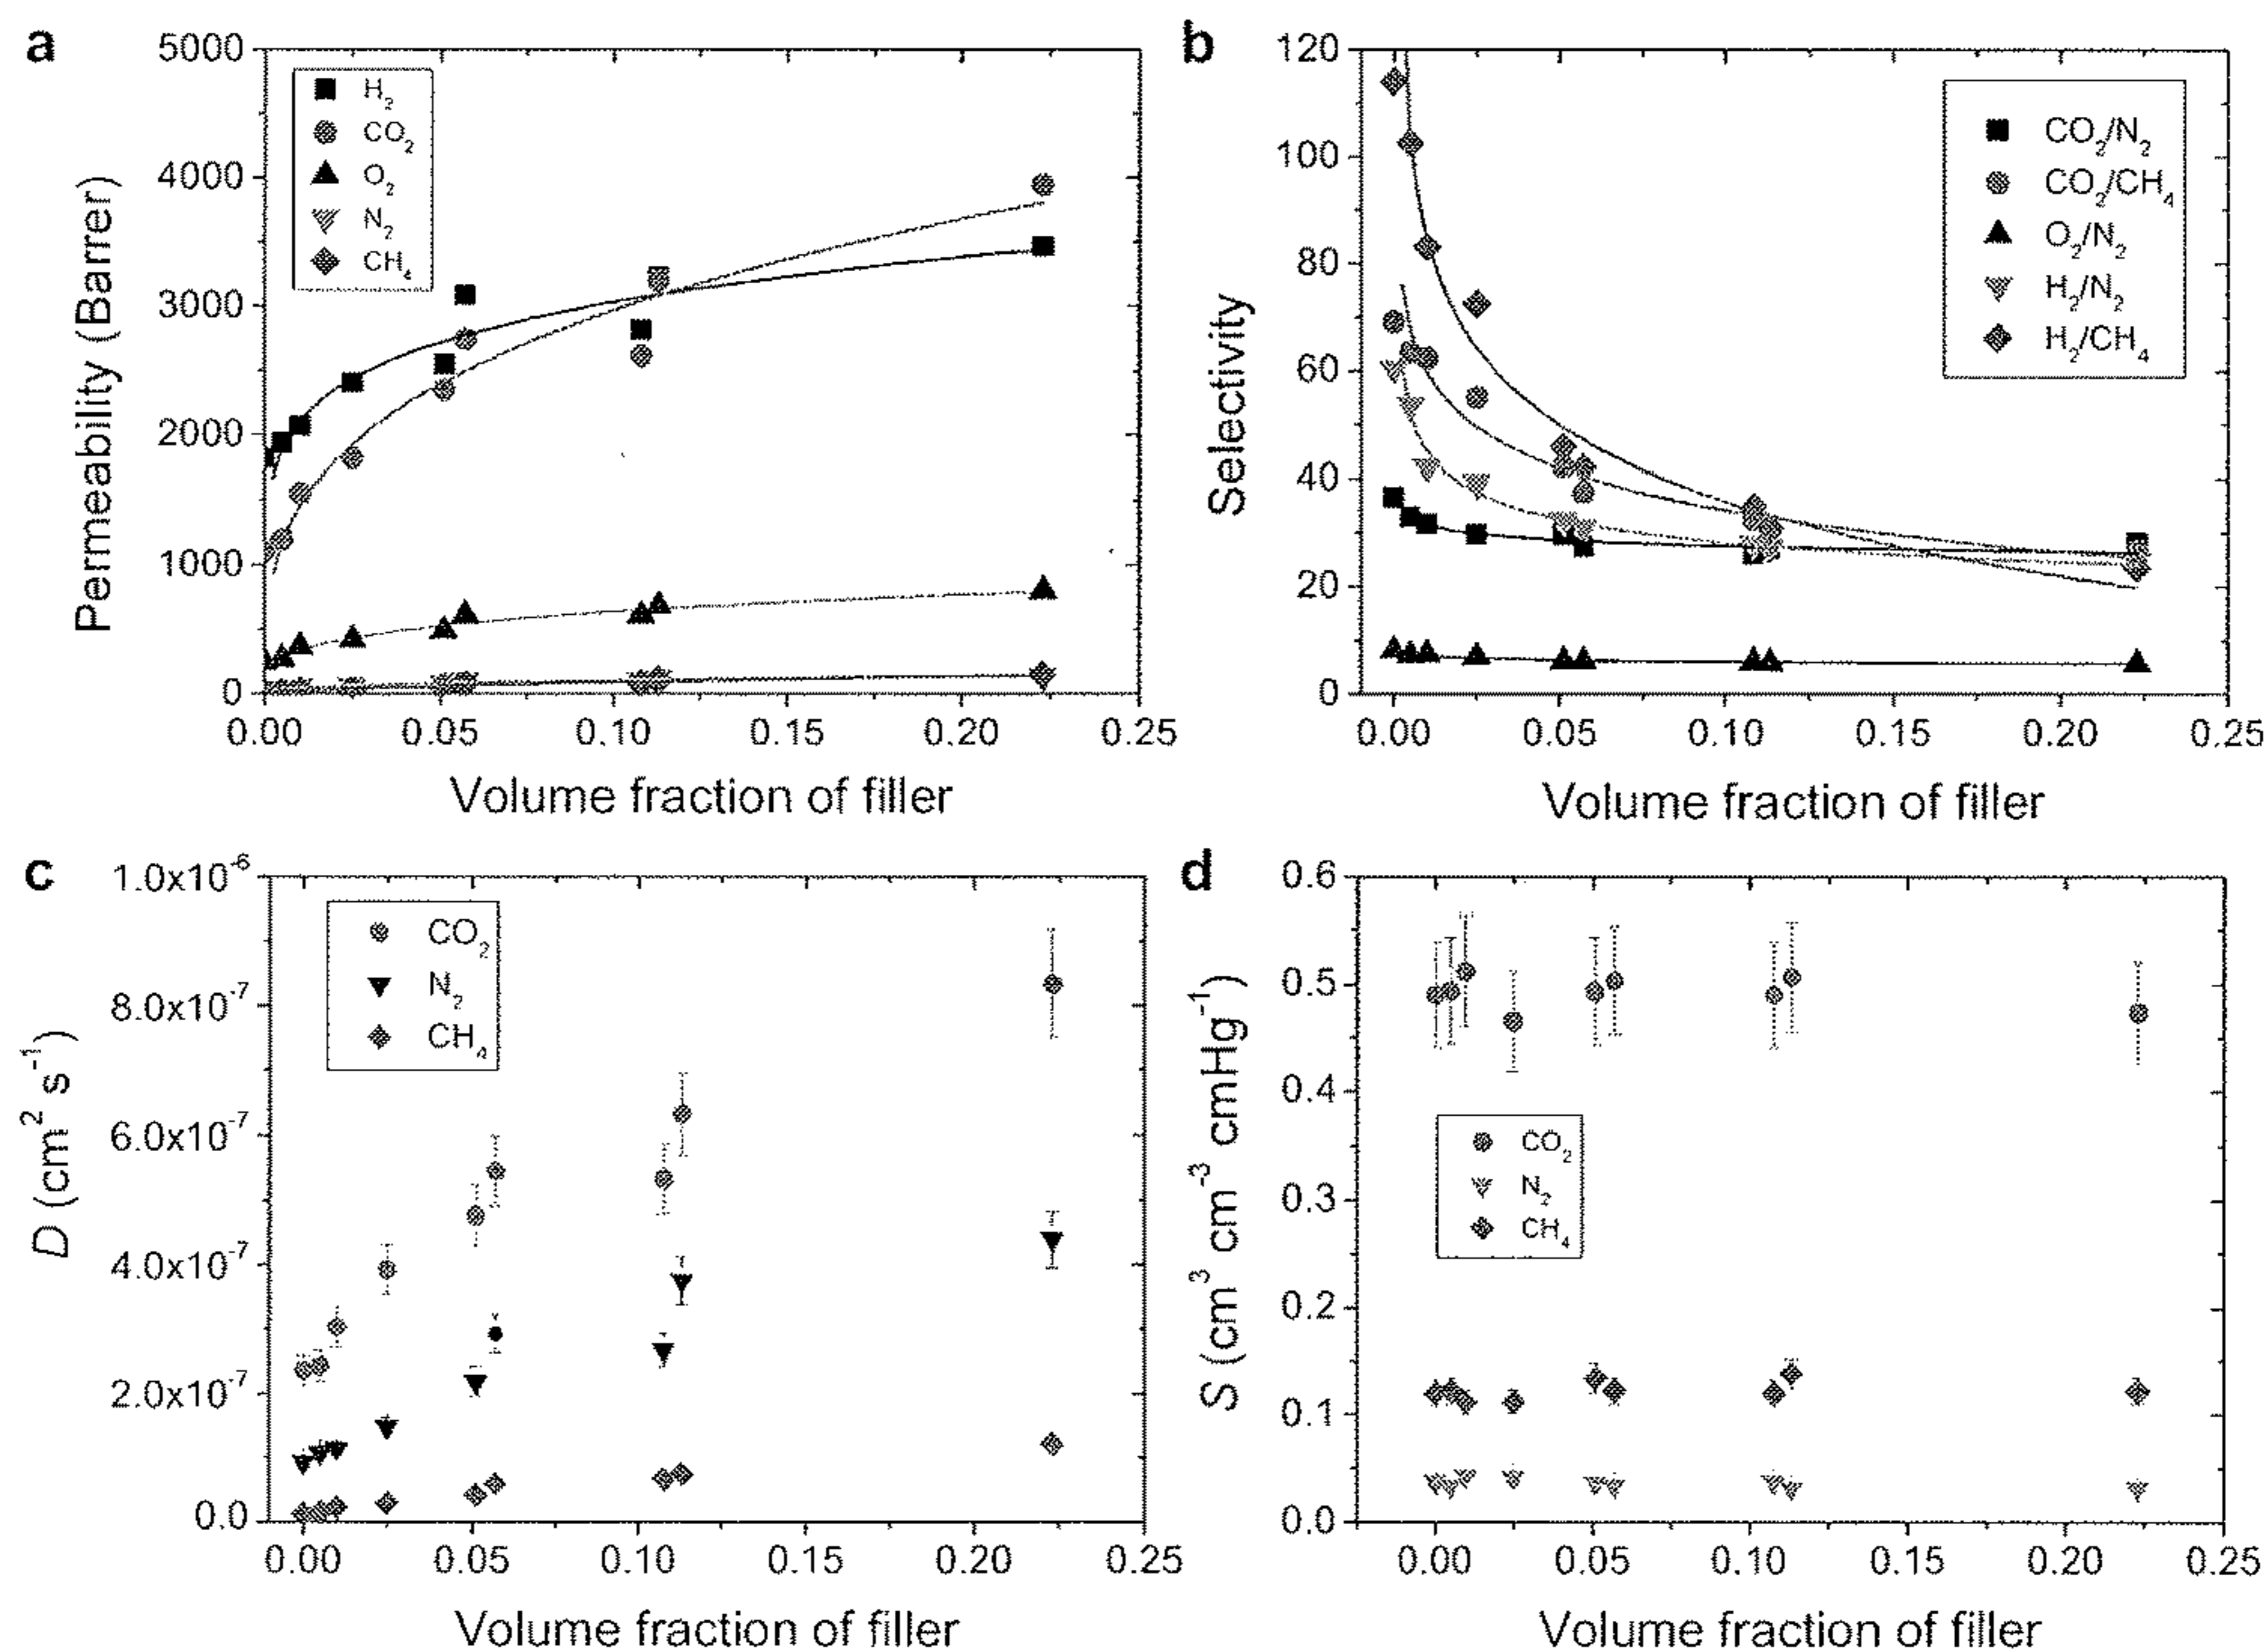 a
5000
4000
3000
2000
1000
0
Permeability (Barrer)
H₂
CO₂
O₂
N₂
CH₄
0.00 0.05 0.10 0.15 0.20 0.25
Volume fraction of filler
b
120
100
80
60
40
20
0
Selectivity
CO₂/N₂
CO₂/CH₄
O₂/N₂
H₂/N₂
H₂/CH₄
0.00 0.05 0.10 0.15 0.20 0.25
Volume fraction of filler
c
1.0x10⁻⁶
8.0x10⁻⁷
6.0x10⁻⁷
4.0x10⁻⁷
2.0x10⁻⁷
0.0
D (cm² s⁻¹)
CO₂
N₂
CH₄
0.00 0.05 0.10 0.15 0.20 0.25
Volume fraction of filler
d
0.6
0.5
0.4
0.3
0.2
0.1
0.0
S (cm³ cm⁻³ cmHg⁻¹)
CO₂
N₂
CH₄
0.00 0.05 0.10 0.15 0.20 0.25
Volume fraction of filler